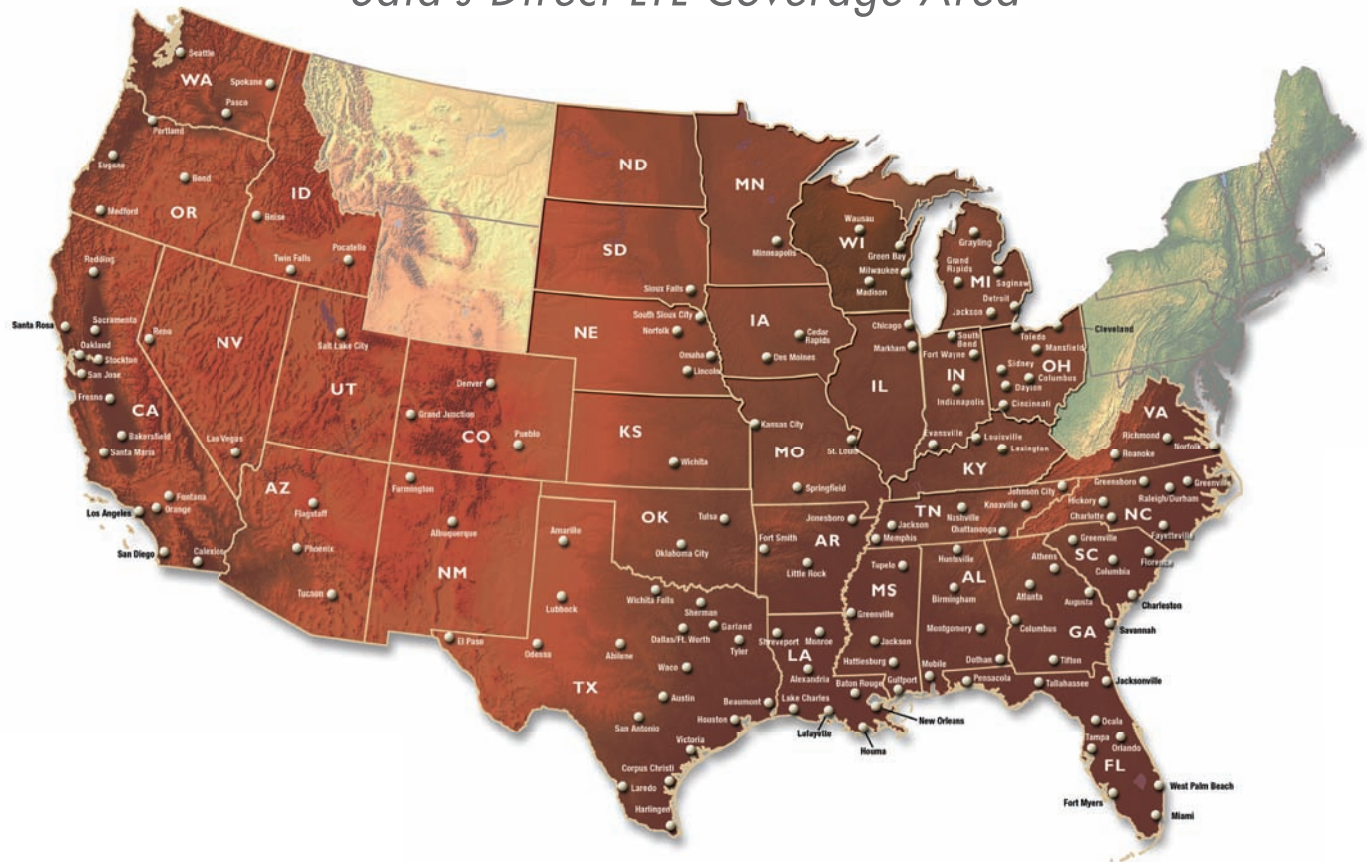 Saia's Direct LTL Coverage Area
Seattle
WA
Spokane
Pasco
Portland
Eugene
Bend
OR
Medford
ID
Boise
Pocatello
Twin Falls
ND
MN
Minneapolis
SD
Sioux Falls
WI
Wausau
Green Bay
Milwaukee
Madison
Grayling
Grand
Rapids
MI
Saginaw
Detroit
Jackson
Redding
Santa Rosa
Sacramento
Oakland
Stockton
San Jose
Fresno
CA
Bakersfield
Santa Maria
Fontana
Orange
Los Angeles
San Diego
Calexico
Reno
NV
Las Vegas
Salt Lake City
UT
South Sioux City
NE
Norfolk
Omaha
Lincoln
IA
Cedar
Rapids
Des Moines
Chicago
Markham
IL
South
Bend
Fort Wayne
IN
Indianapolis
Evansville
Toledo
Cleveland
Mansfield
Sidney
OH
Columbus
Dayton
Cincinnati
Denver
Grand Junction
CO
Pueblo
KS
Wichita
Kansas City
MO
St. Louis
Springfield
Louisville
Lexington
KY
VA
Richmond
Norfolk
Roanoke
AZ
Flagstaff
Phoenix
Tucson
Farmington
Albuquerque
NM
OK
Tulsa
Oklahoma City
Jonesboro
Fort Smith
AR
Little Rock
TN
Jackson
Memphis
Nishville
Knoxville
Chattanooga
Johnson City
Greensboro
Greenville
Hickory
Raleigh/Durham
Charlotte
NC
Fayetteville
Greenville
SC
Florence
Columbia
Charleston
Amarillo
Lubbock
El Paso
Odessa
Abilene
Wichita Falls
Sherman
Garland
Dallas/Ft. Worth
Tyler
Waco
TX
Austin
San Antonio
Beaumont
Houston
Victoria
Corpus Christi
Laredo
Harlingen
Shreveport
Monroe
LA
Alexandria
Baton Rouge
Lake Charles
Lafayette
Houma
New Orleans
Tupelo
MS
Greenville
Jackson
Hattiesburg
Gulfport
Huntsville
AL
Birmingham
Montgomery
Dothan
Mobile
Athens
Atlanta
Augusta
Columbus
GA
Savannah
Tifton
Pensacola
Tallahassee
Jacksonville
Ocala
Tampa
Orlando
FL
West Palm Beach
Fort Myers
Miami